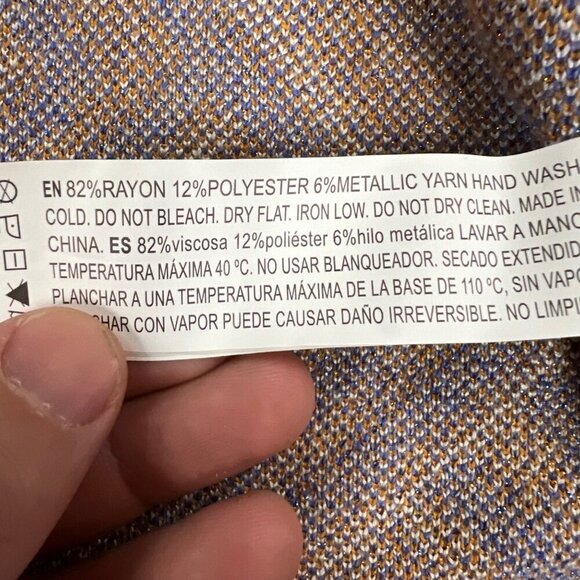 EN 82%RAYON 12%POLYESTER 6%METALLIC YARN HAND WASH
COLD. DO NOT BLEACH. DRY FLAT. IRON LOW. DO NOT DRY CLEAN. MADE IN
CHINA. ES 82%viscosa 12%poliéster 6%hilo metálica LAVAR A MANO
TEMPERATURA MÁXIMA 40 ºC. NO USAR BLANQUEADOR. SECADO EXTENDID
PLANCHAR A UNA TEMPERATURA MÁXIMA DE LA BASE DE 110 ºC, SIN VAPO
CHAR CON VAPOR PUEDE CAUSAR DAÑO IRREVERSIBLE. NO LIMPI